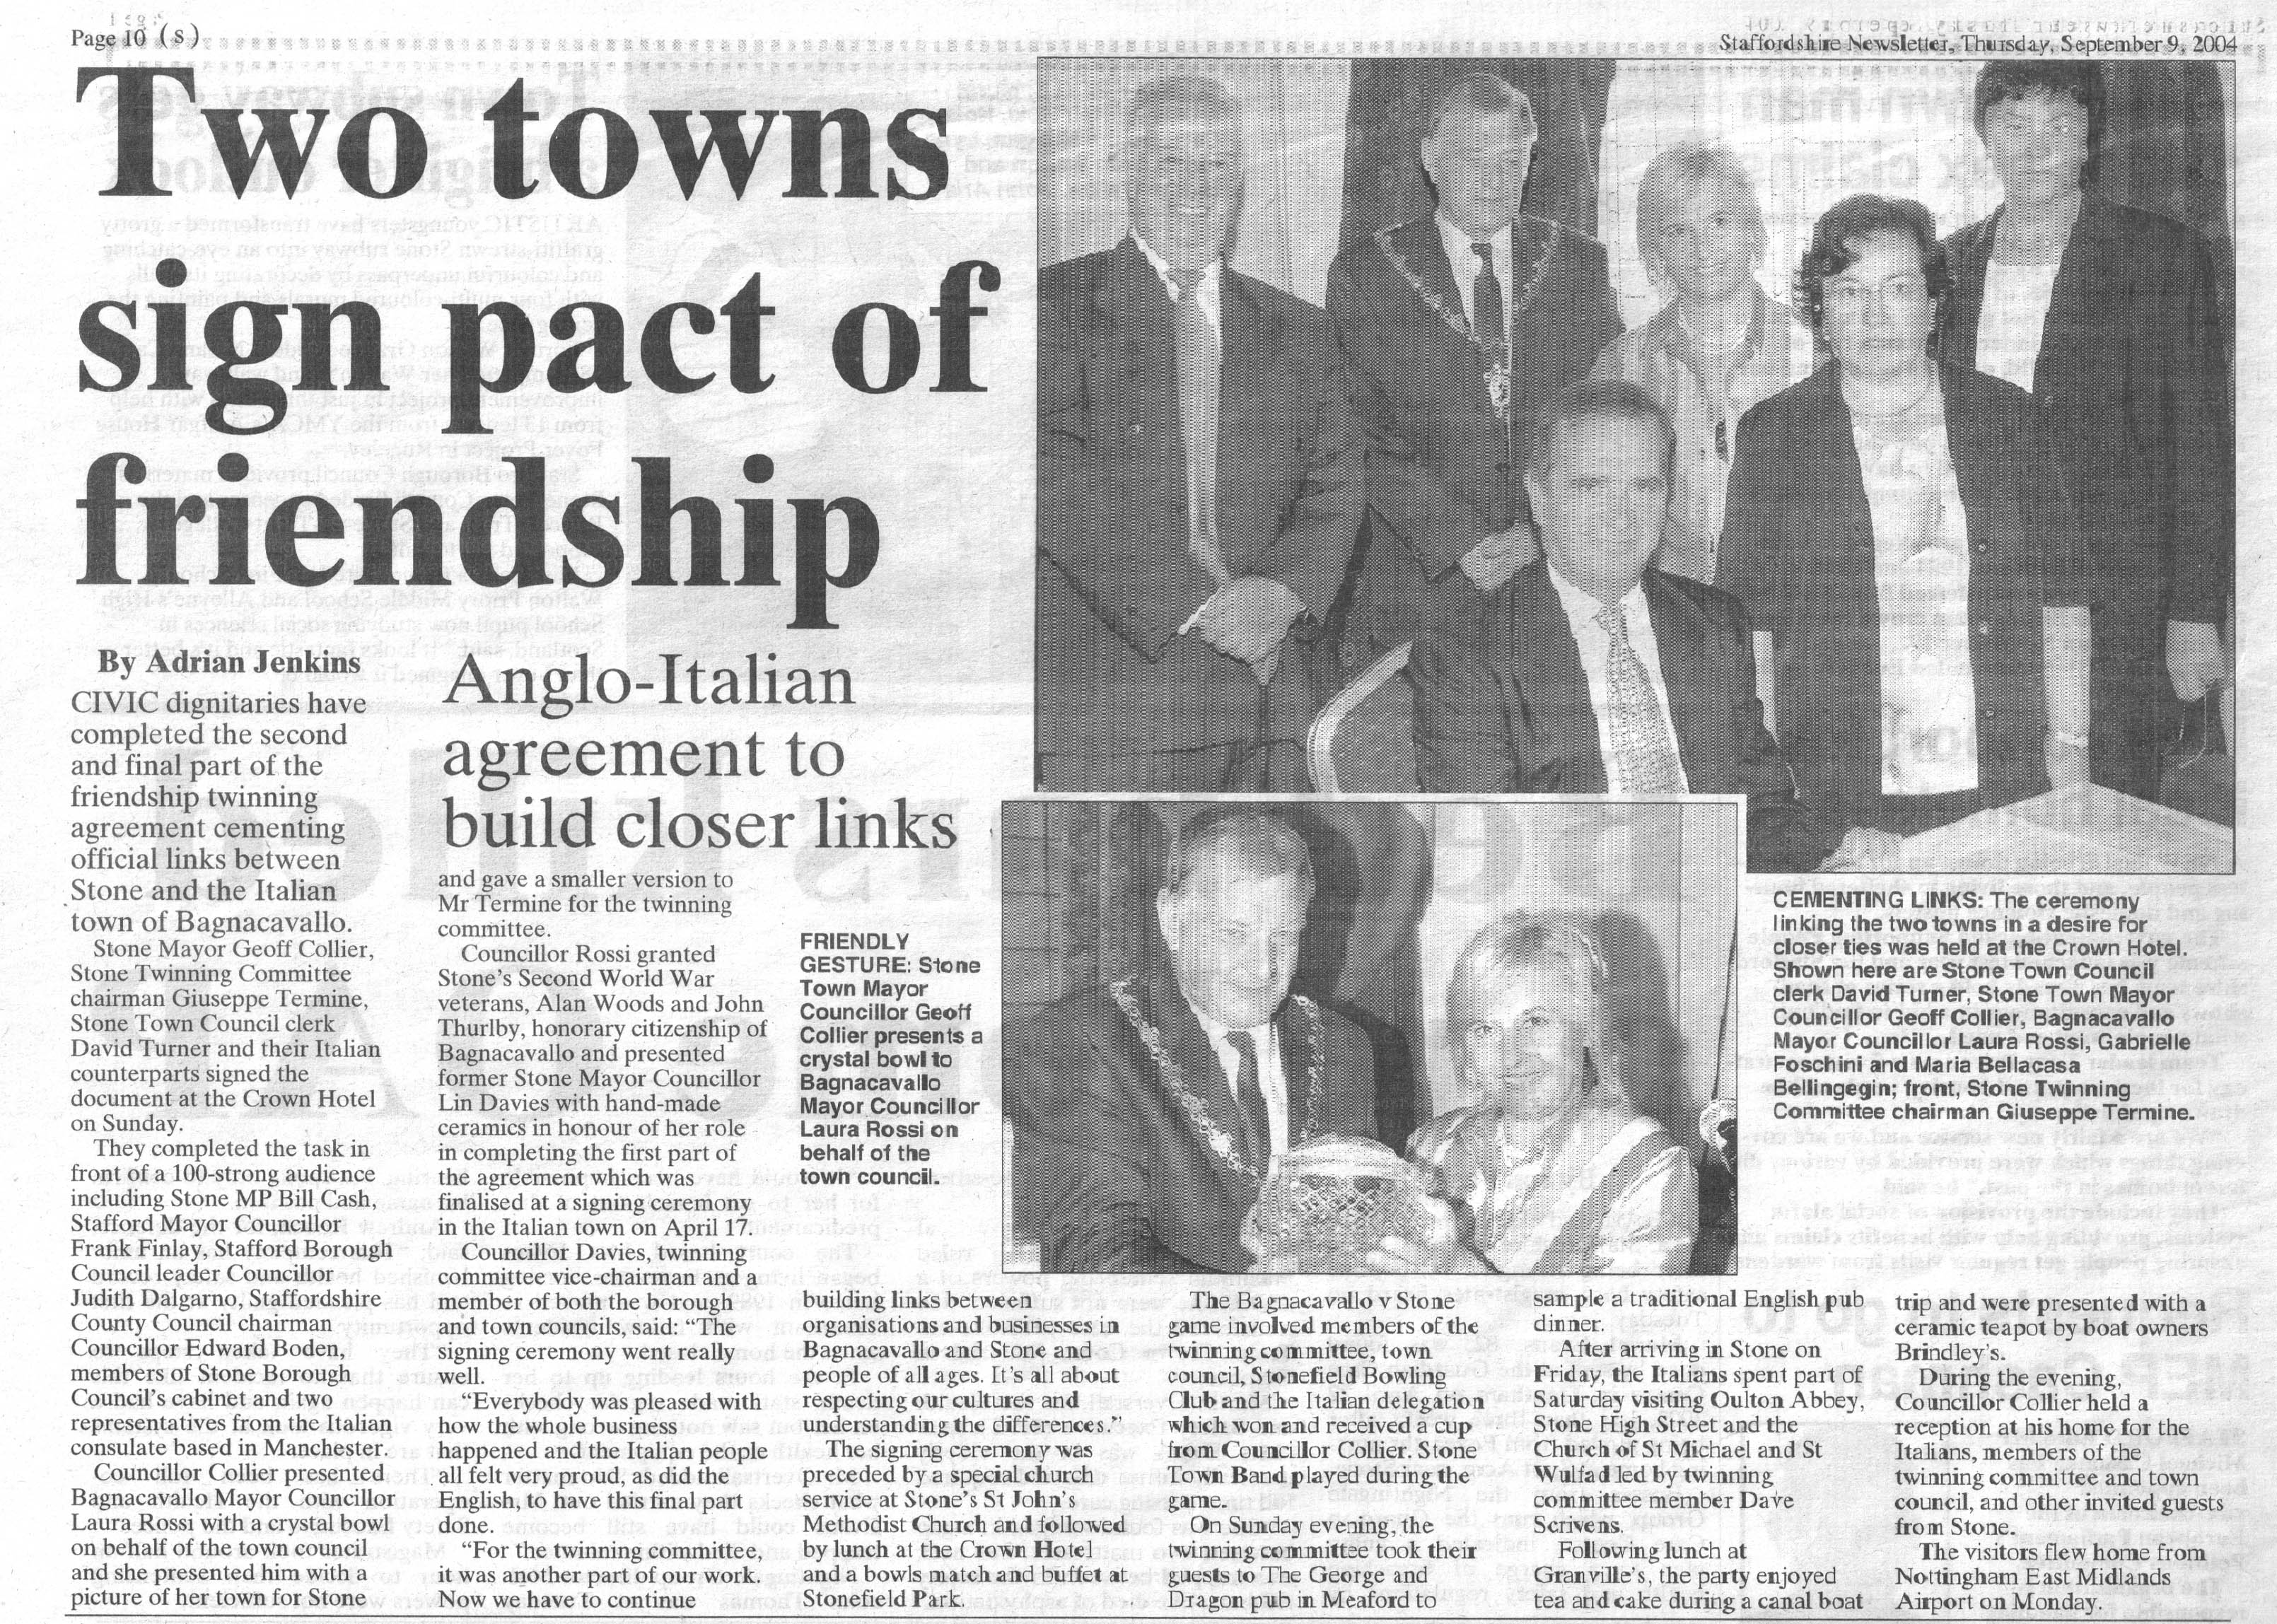 Page 10 (S)
Staffordshire Newsletter, Thursday, September 9, 2004
Two towns
sign pact of
friendship
By Adrian Jenkins
Anglo-Italian
agreement to
build closer links
CIVIC dignitaries have
completed the second
and final part of the
friendship twinning
agreement cementing
official links between
Stone and the Italian
town of Bagnacavallo.
Stone Mayor Geoff Collier,
Stone Twinning Committee
chairman Giuseppe Termine,
Stone Town Council clerk
David Turner and their Italian
counterparts signed the
document at the Crown Hotel
on Sunday.
They completed the task in
front of a 100-strong audience
including Stone MP Bill Cash,
Stafford Mayor Councillor
Frank Finlay, Stafford Borough
Council leader Councillor
Judith Dalgarno, Staffordshire
County Council chairman
Councillor Edward Boden,
members of Stone Borough
Council's cabinet and two
representatives from the Italian
consulate based in Manchester.
Councillor Collier presented
Bagnacavallo Mayor Councillor
Laura Rossi with a crystal bowl
on behalf of the town council
and she presented him with a
picture of her town for Stone
and gave a smaller version to
Mr Termine for the twinning
committee.
Councillor Rossi granted
Stone's Second World War
veterans, Alan Woods and John
Thurlby, honorary citizenship of
Bagnacavallo and presented
former Stone Mayor Councillor
Lin Davies with hand-made
ceramics in honour of her role
in completing the first part of
the agreement which was
finalised at a signing ceremony
in the Italian town on April 17.
Councillor Davies, twinning
committee vice-chairman and a
member of both the borough
and town councils, said: "The
signing ceremony went really
well.
"Everybody was pleased with
how the whole business
happened and the Italian people
all felt very proud, as did the
English, to have this final part
done.
"For the twinning committee,
it was another part of our work.
Now we have to continue
FRIENDLY
GESTURE: Stone
Town Mayor
Councillor Geoff
Collier presents a
crystal bowl to
Bagnacavallo
Mayor Councillor
Laura Rossi on
behalf of the
town council.
CEMENTING LINKS: The ceremony
linking the two towns in a desire for
closer ties was held at the Crown Hotel.
Shown here are Stone Town Council
clerk David Turner, Stone Town Mayor
Councillor Geoff Collier, Bagnacavallo
Mayor Councillor Laura Rossi, Gabrielle
Foschini and Maria Bellacasa
Bellingegin; front, Stone Twinning
Committee chairman Giuseppe Termine.
building links between
organisations and businesses in
Bagnacavallo and Stone and
people of all ages. It's all about
respecting our cultures and
understanding the differences."
The signing ceremony was
preceded by a special church
service at Stone's St John's
Methodist Church and followed
by lunch at the Crown Hotel
and a bowls match and buffet at
Stonefield Park.
The Bagnacavallo v Stone
game involved members of the
twinning committee, town
council, Stonefield Bowling
Club and the Italian delegation
which won and received a cup
from Councillor Collier. Stone
Town Band played during the
game.
On Sunday evening, the
twinning committee took their
guests to The George and
Dragon pub in Meaford to
sample a traditional English pub
dinner.
After arriving in Stone on
Friday, the Italians spent part of
Saturday visiting Oulton Abbey,
Stone High Street and the
Church of St Michael and St
Wulfad led by twinning
committee member Dave
Scrivens.
Following lunch at
Granville's, the party enjoyed
tea and cake during a canal boat
trip and were presented with a
ceramic teapot by boat owners
Brindley's.
During the evening,
Councillor Collier held a
reception at his home for the
Italians, members of the
twinning committee and town
council, and other invited guests
from Stone.
The visitors flew home from
Nottingham East Midlands
Airport on Monday.